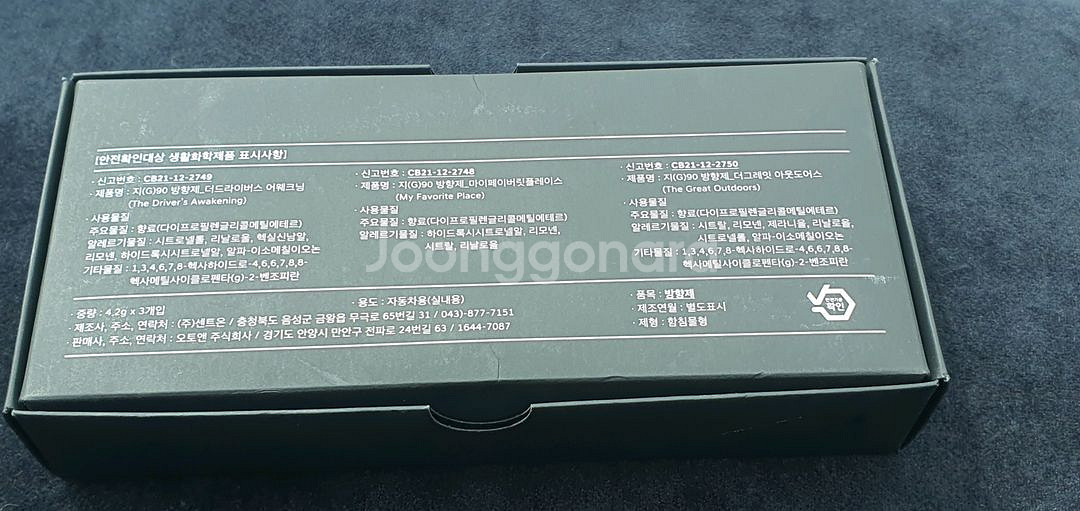 [안전확인대상 생활화학제품 표시사항]
· 신고번호 : CB21-12-2749
· 제품명 : 지(G)90 방향제_더드라이버스 어웨크닝
(The Driver's Awakening)
· 사용물질
주요물질 : 향료(다이프로필렌글리콜메틸에테르)
알레르기물질 : 시트로넬롤, 리날로올, 헥실신남알,
리모넨, 하이드록시시트로넬알, 알파-이소메칠이오논
기타물질 : 1,3,4,6,7,8-헥사하이드로-4,6,6,7,8,8-
헥사메틸사이클로펜타(g)-2-벤조피란
· 신고번호 : CB21-12-2748
· 제품명 : 지(G)90 방향제_마이페이버릿플레이스
(My Favorite Place)
· 사용물질
주요물질 : 향료(다이프로필렌글리콜메틸에테르)
알레르기물질 : 하이드록시시트로넬알, 리모넨,
시트랄, 리날로올
· 신고번호 : CB21-12-2750
· 제품명 : 지(G)90 방향제_더그레잇 아웃도어스
(The Great Outdoors)
· 사용물질
주요물질 : 향료(다이프로필렌글리콜메틸에테르)
알레르기물질 : 시트랄, 리모넨, 제라니올, 리날로올,
시트로넬롤, 알파-이소메칠이오논
기타물질 : 1,3,4,6,7,8-헥사하이드로-4,6,6,7,8,8-
헥사메틸사이클로펜타(g)-2-벤조피란
joonggonara
· 중량 : 4.2g x 3개입
· 용도 : 자동차용(실내용)
· 품목 : 방향제
· 제조사, 주소, 연락처 : (주)센트온 / 충청북도 음성군 금왕읍 무극로 65번길 31 / 043)-877-7151
· 제조연월 : 별도표시
· 판매사, 주소, 연락처 : 오토앤 주식회사 / 경기도 안양시 만안구 전파로 24번길 63 / 1644-7087
· 제형 : 함침물형
안전기준
확인